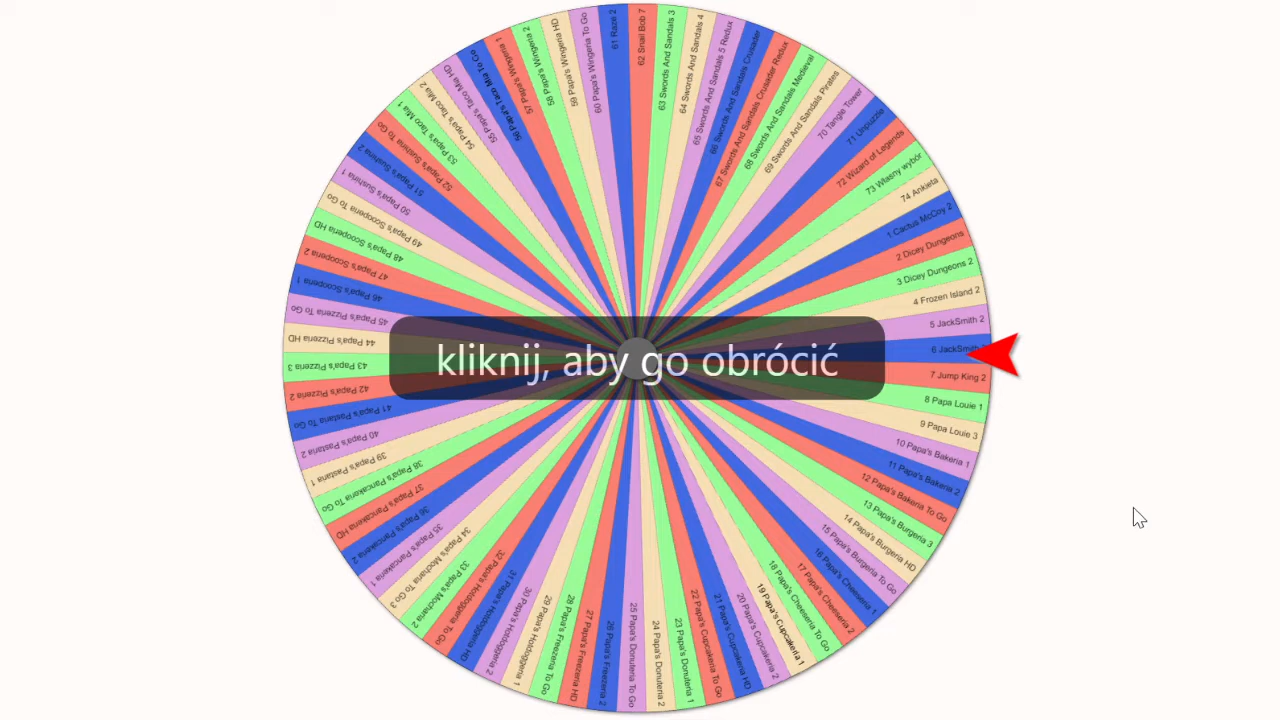 1 Cactus McCoy 2
2 Dicey Dungeons
3 Dicey Dungeons 2
4 Frozen Island 2
5 JackSmith 2
6 JackSmith
7 Jump King 2
8 Papa Louie 1
9 Papa Louie 3
10 Papa's Bakeria 1
11 Papa's Bakeria 2
12 Papa's Bakeria To Go
13 Papa's Burgeria 3
14 Papa's Burgeria HD
15 Papa's Burgeria To Go
16 Papa's Cheeseria 1
17 Papa's Cheeseria 2
18 Papa's Cheeseria To Go
19 Papa's Cupcakeria 1
20 Papa's Cupcakeria 2
21 Papa's Cupcakeria HD
22 Papa's Cupcakeria To Go
23 Papa's Donuteria 1
24 Papa's Donuteria 2
25 Papa's Donuteria To Go
26 Papa's Freezeria 2
27 Papa's Freezeria HD
28 Papa's Freezeria To Go
29 Papa's Hotdoggeria 1
30 Papa's Hotdoggeria 2
31 Papa's Hotdoggeria HD
32 Papa's Hotdoggeria To Go
33 Papa's Mocharia 2
34 Papa's Mocharia To Go 3
35 Papa's Pancakeria 1
36 Papa's Pancakeria 2
37 Papa's Pancakeria HD
38 Papa's Pancakeria To Go
39 Papa's Pastaria 1
40 Papa's Pastaria 2
41 Papa's Pastaria To Go
42 Papa's Pizzeria 2
43 Papa's Pizzeria 3
44 Papa's Pizzeria HD
45 Papa's Pizzeria To Go
46 Papa's Scooperia 1
47 Papa's Scooperia 2
48 Papa's Scooperia HD
49 Papa's Scooperia To Go
50 Papa's Sushiria 1
51 Papa's Sushiria 2
52 Papa's Sushiria To Go
53 Papa's Taco Mia 1
54 Papa's Taco Mia 2
55 Papa's Taco Mia HD
56 Papa's Taco Mia To Go
57 Papa's Wingeria 1
58 Papa's Wingeria 2
59 Papa's Wingeria HD
60 Papa's Wingeria To Go
61 Raze 2
62 Snail Bob 7
63 Swords And Sandals 3
64 Swords And Sandals 4
65 Swords And Sandals 5 Redux
66 Swords And Sandals Crusader
67 Swords And Sandals Crusader Redux
68 Swords And Sandals Medieval
69 Swords And Sandals Pirates
70 Tangle Tower
71 Unpuzzle
72 Wizard of Legends
73 Własny wybór
74 Ankieta
kliknij, aby go obrócić